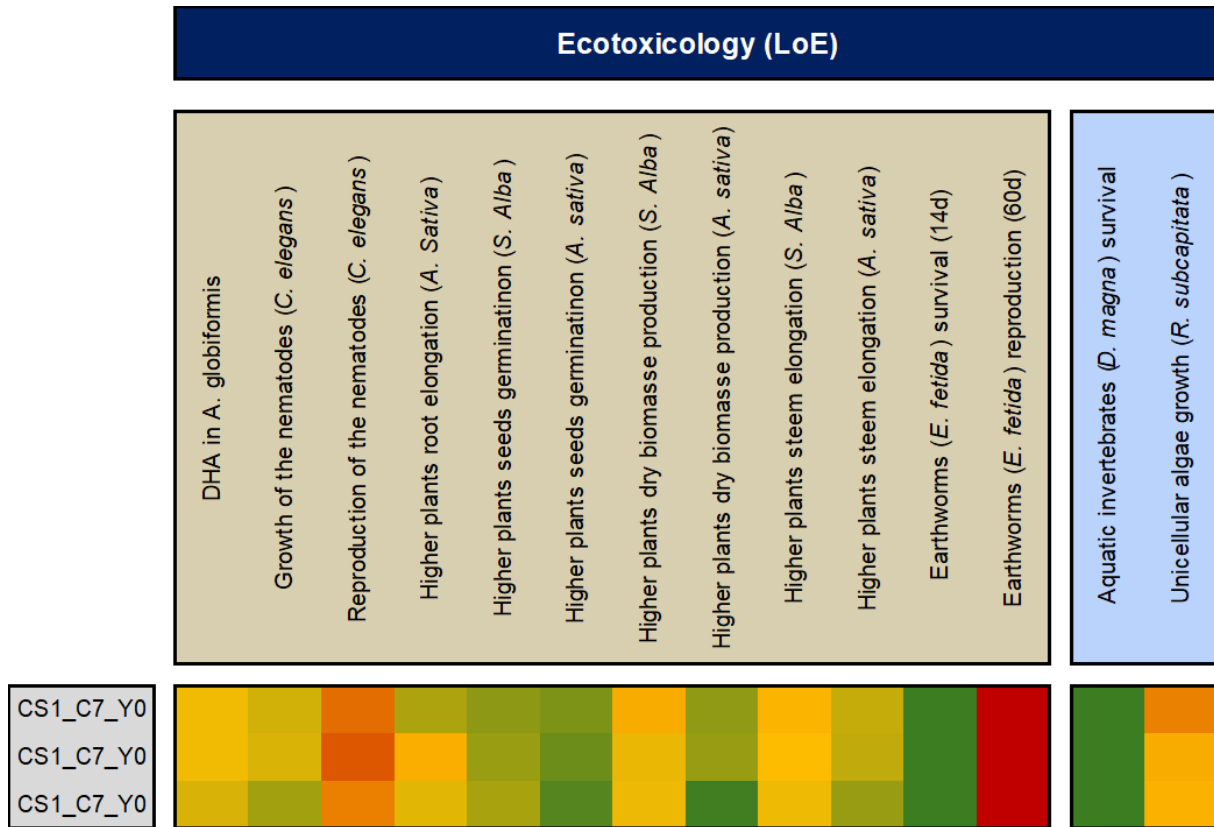 Ecotoxicology (LoE)
DHA in A. globiformis
Growth of the nematodes (C. elegans )
Reproduction of the nematodes (C. elegans )
Higher plants root elongation (A. Sativa )
Higher plants seeds germinatinon (S. Alba )
Higher plants seeds germinatinon (A. sativa )
Higher plants dry biomasse production (S. Alba )
Higher plants dry biomasse production (A. sativa)
Higher plants steem elongation (S. Alba )
Higher plants steem elongation (A. sativa )
Earthworms (E. fetida ) survival (14d)
Earthworms (E. fetida ) reproduction (60d)
Aquatic invertebrates (D. magna ) survival
Unicellular algae growth (R. subcapitata )
CS1_C7_Y0
CS1_C7_Y0
CS1_C7_Y0